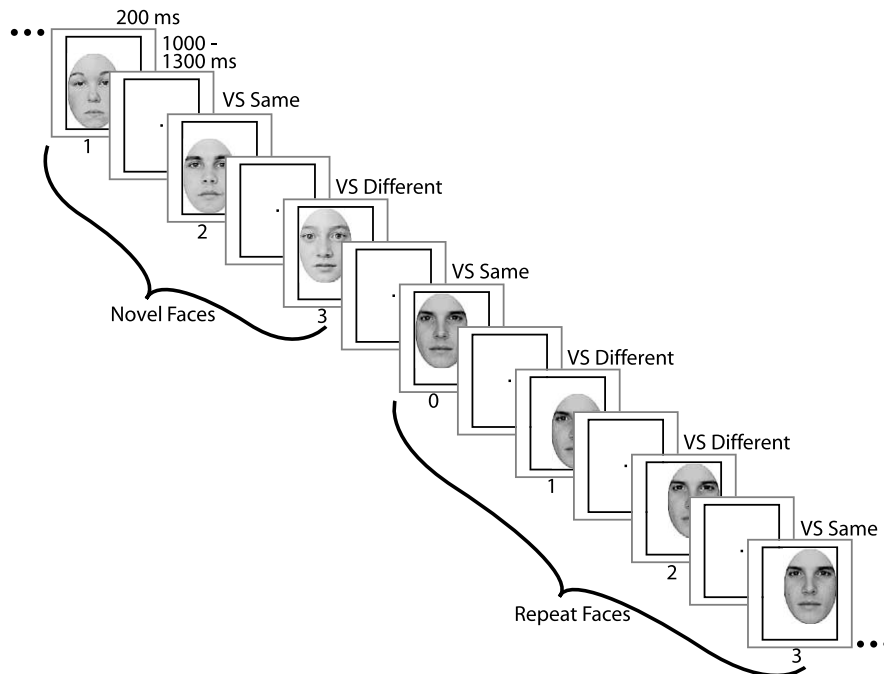 200 ms
1000 -
1300 ms
1
VS Same
2
VS Different
3
Novel Faces
VS Same
0
VS Different
1
VS Different
2
VS Same
3
Repeat Faces